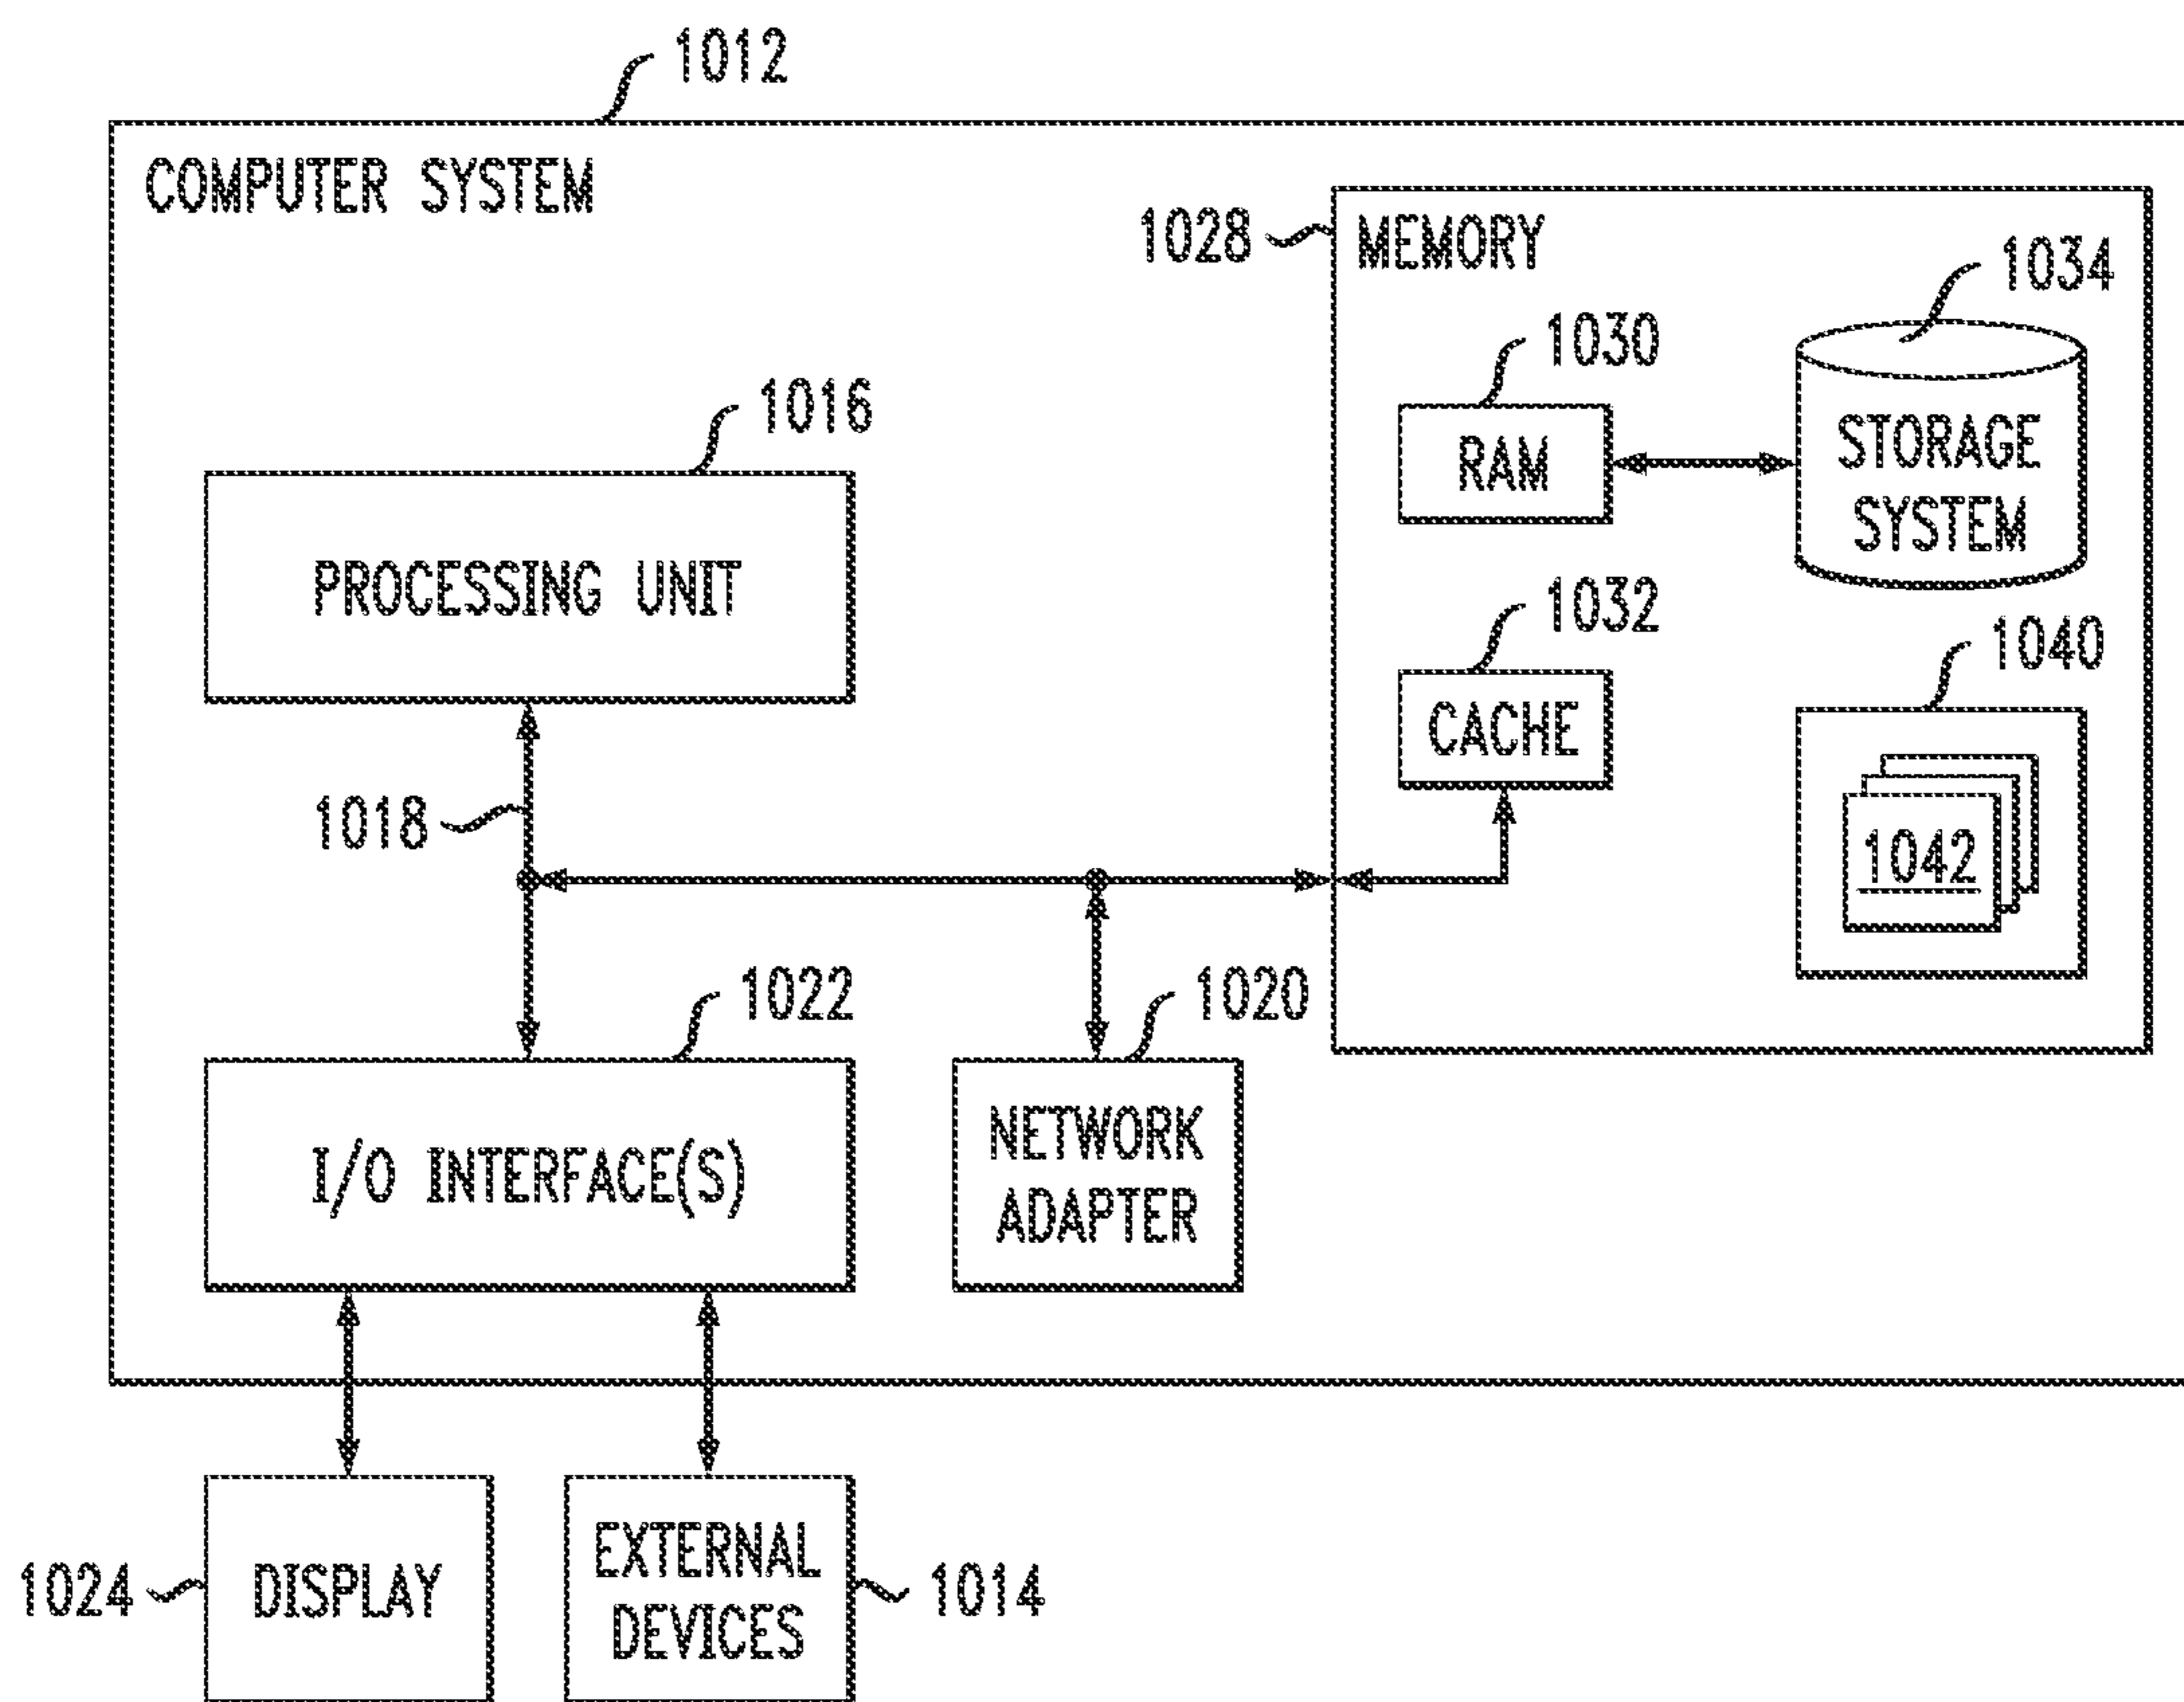 1012
COMPUTER SYSTEM
1028
MEMORY
1034
1030
RAM
STORAGE
SYSTEM
1016
PROCESSING UNIT
1032
CACHE
1040
1042
1018
1022
I/O INTERFACE(S)
1020
NETWORK
ADAPTER
1024
DISPLAY
EXTERNAL
DEVICES
1014